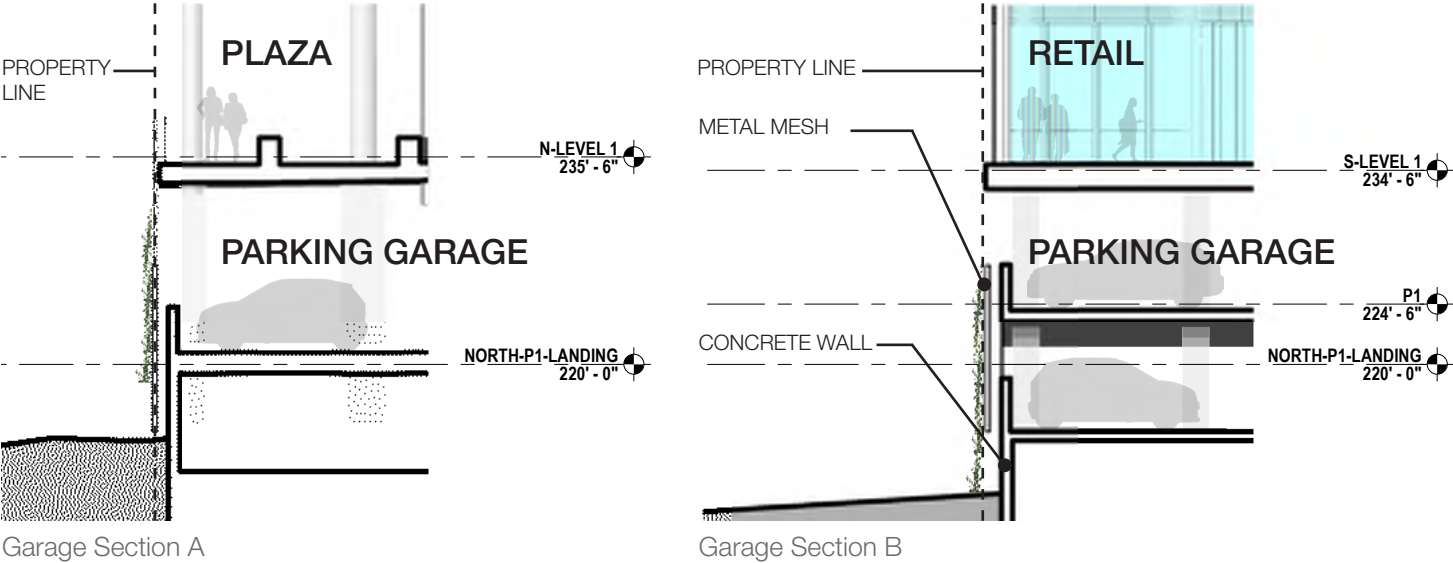 PROPERTY
LINE
PLAZA
N-LEVEL 1
235' - 6"
PARKING GARAGE
NORTH-P1-LANDING
220' - 0"
Garage Section A
PROPERTY LINE
RETAIL
METAL MESH
S-LEVEL 1
234' - 6"
PARKING GARAGE
P1
224' - 6"
CONCRETE WALL
NORTH-P1-LANDING
220' - 0"
Garage Section B